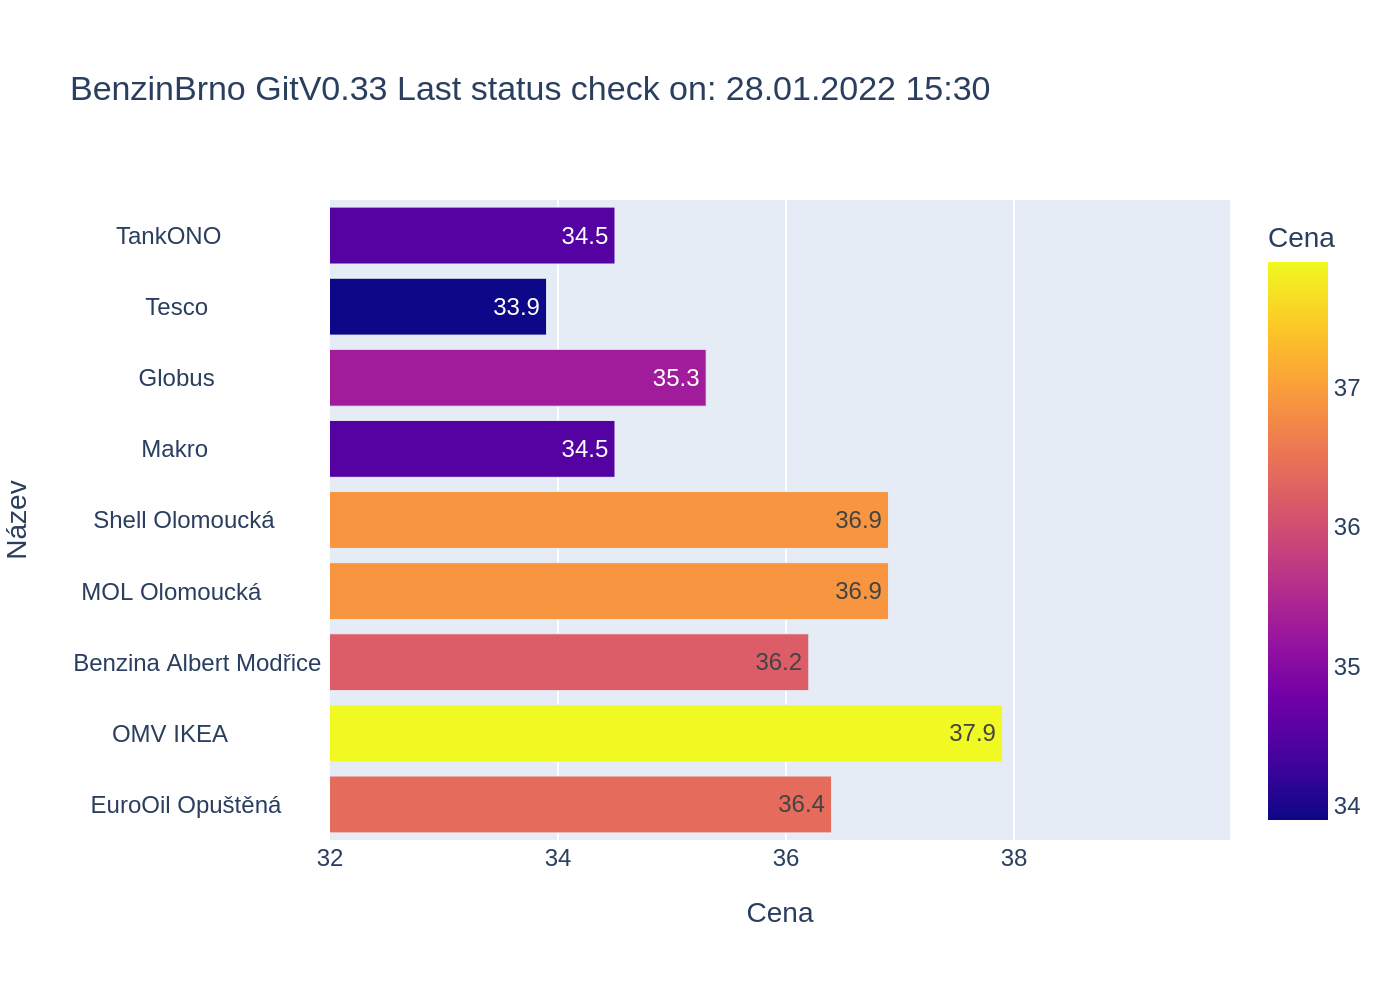 BenzinBrno GitV0.33 Last status check on: 28.01.2022 15:30
Název
TankONO
34.5
Tesco
33.9
Globus
35.3
Makro
34.5
Shell Olomoucká
36.9
MOL Olomoucká
36.9
Benzina Albert Modřice
36.2
OMV IKEA
37.9
EuroOil Opuštěná
36.4
32 34 36 38
Cena
Cena
37
36
35
34